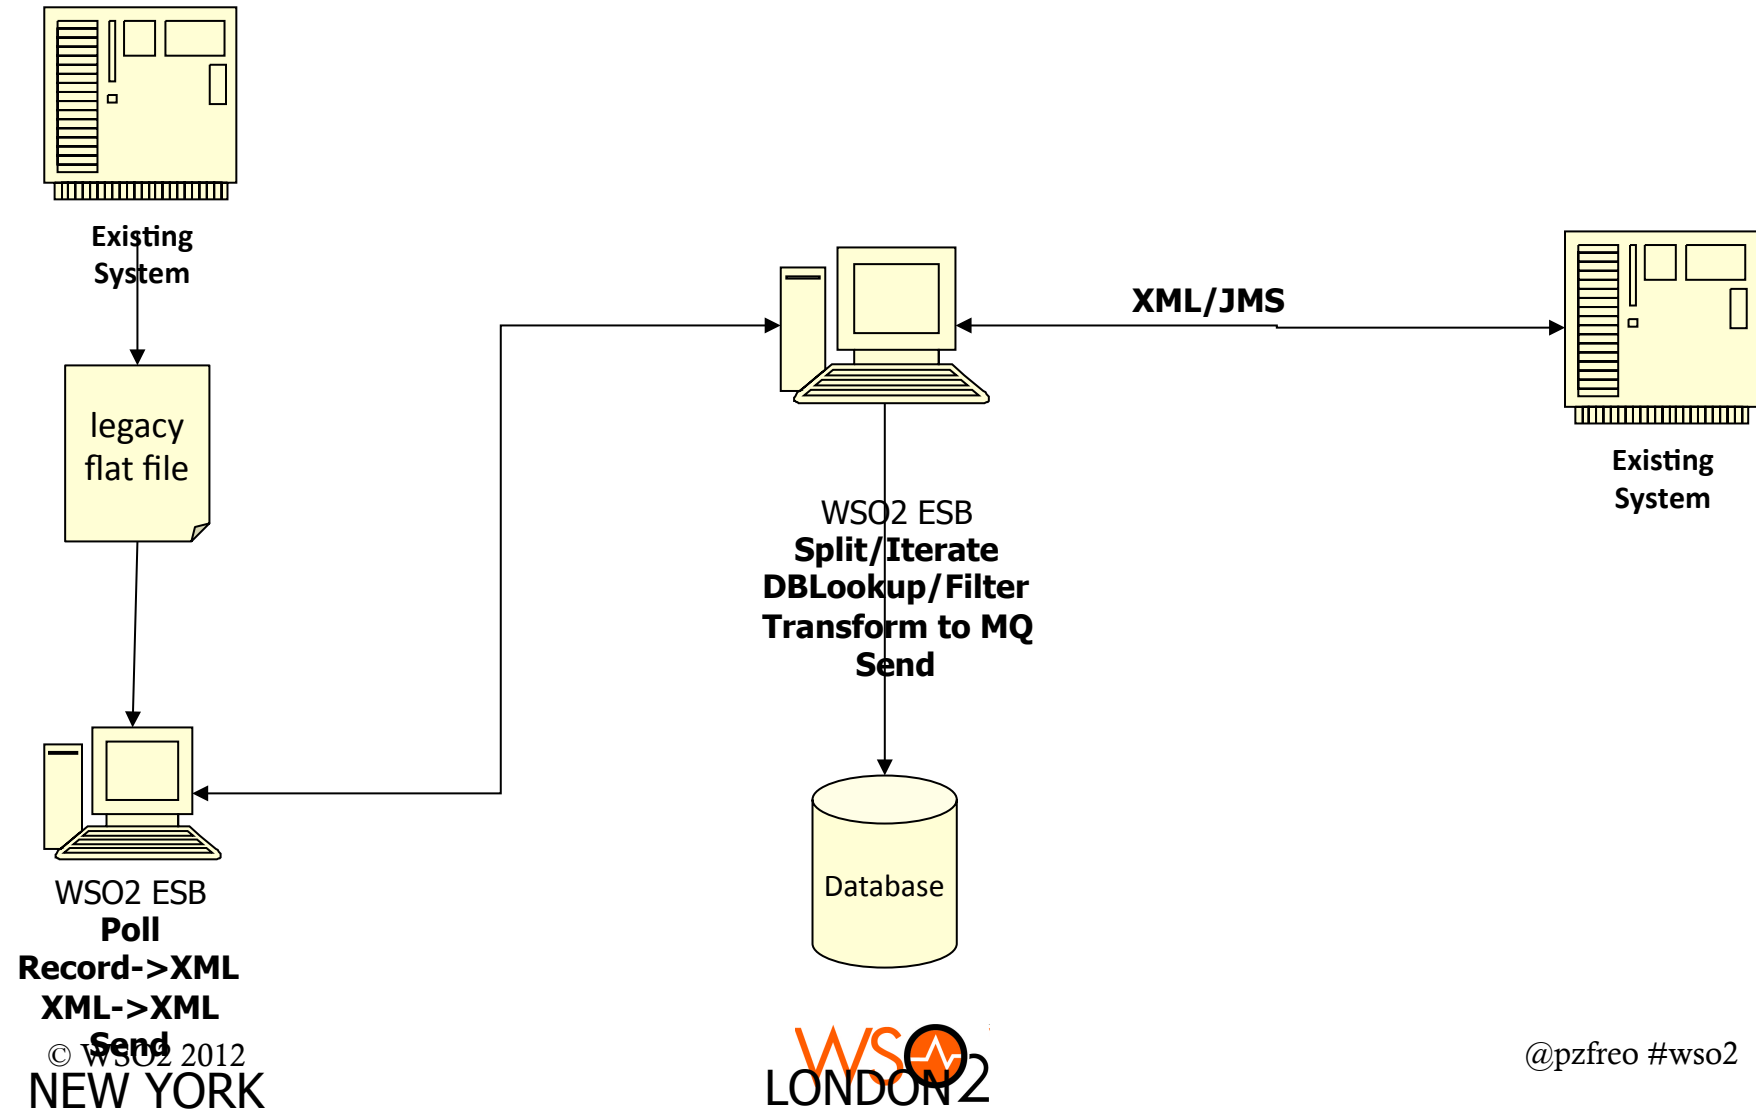 Existing
System
legacy
flat file
WSO2 ESB
Poll
Record->XML
XML->XML
Send
© WSO2 2012
NEW YORK
XML/JMS
WSO2 ESB
Split/Iterate
DBLookup/Filter
Transform to MQ
Send
Database
WSO2
LONDON
Existing
System
@pzfreo #wso2